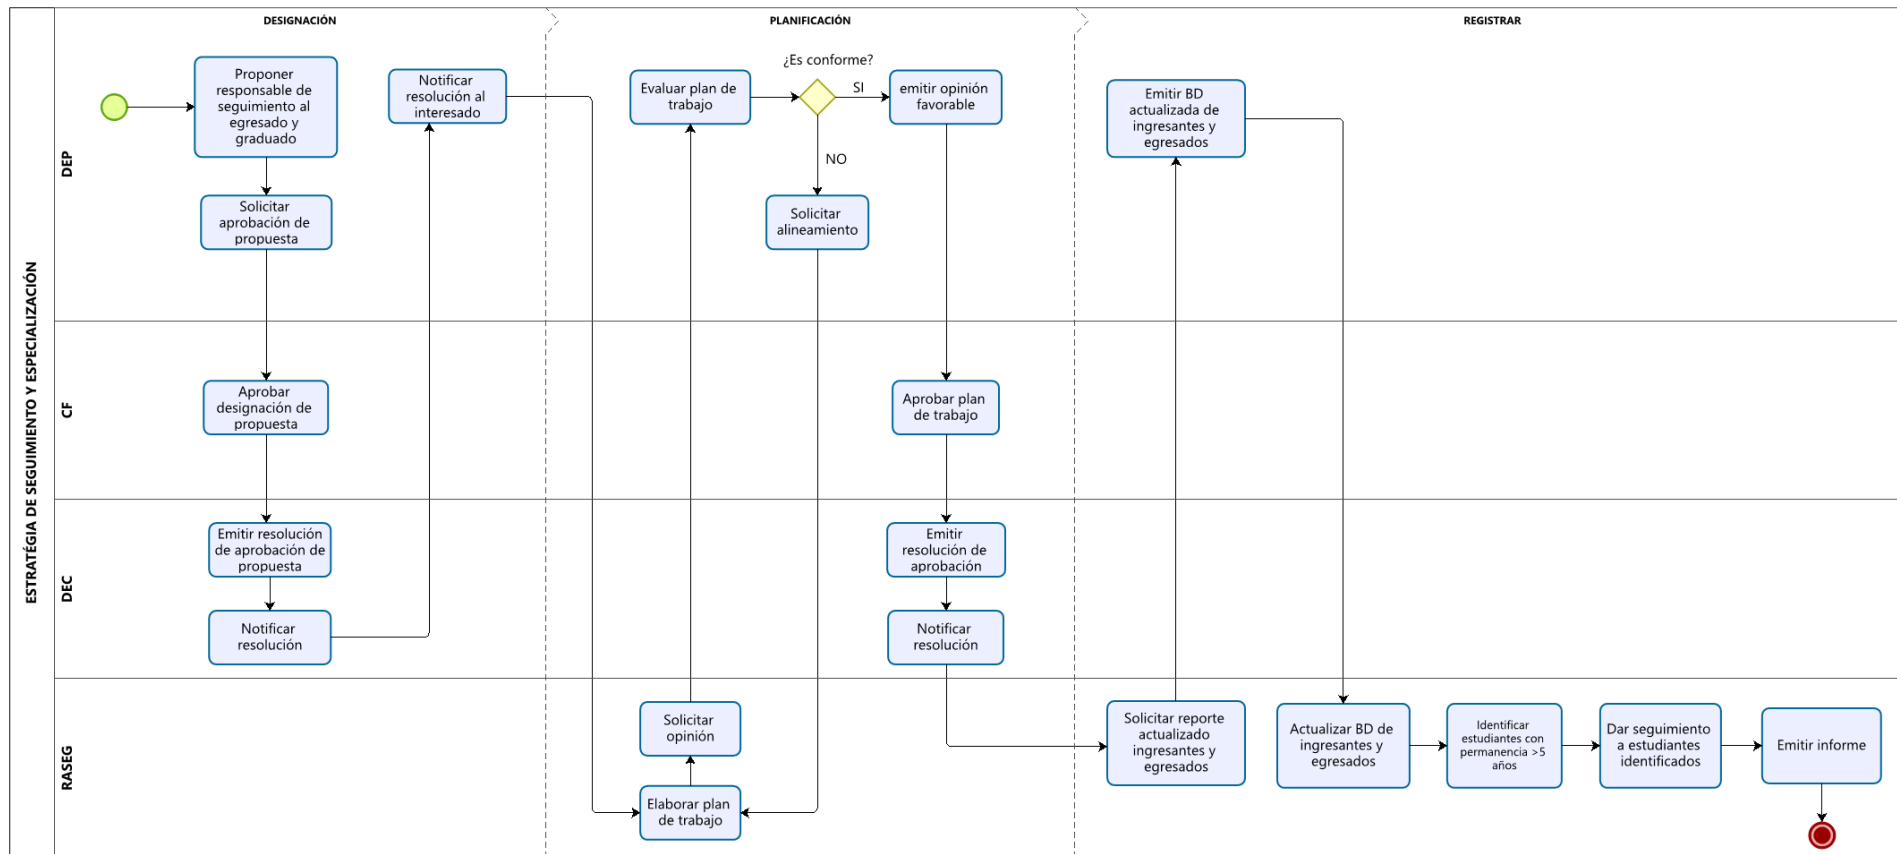 ESTRATÉGIA DE SEGUIMIENTO Y ESPECIALIZACIÓN
DESIGNACIÓN
PLANIFICACIÓN
REGISTRAR
DEP
Proponer
responsable de
seguimiento al
egresado y
graduado
Notificar
resolución al
interesado
Evaluar plan de
trabajo
¿Es conforme?
SI
emitir opinión
favorable
Emitir BD
actualizada de
ingresantes y
egresados
NO
Solicitar
aprobación de
propuesta
Solicitar
alineamiento
CF
Aprobar
designación de
propuesta
Aprobar plan
de trabajo
DEC
Emitir resolución
de aprobación de
propuesta
Emitir
resolución de
aprobación
Notificar
resolución
Notificar
resolución
RASEG
Solicitar
opinión
Elaborar plan
de trabajo
Solicitar reporte
actualizado
ingresantes y
egresados
Actualizar BD de
ingresantes y
egresados
Identificar
estudiantes con
permanencia >5
años
Dar seguimiento
a estudiantes
identificados
Emitir informe